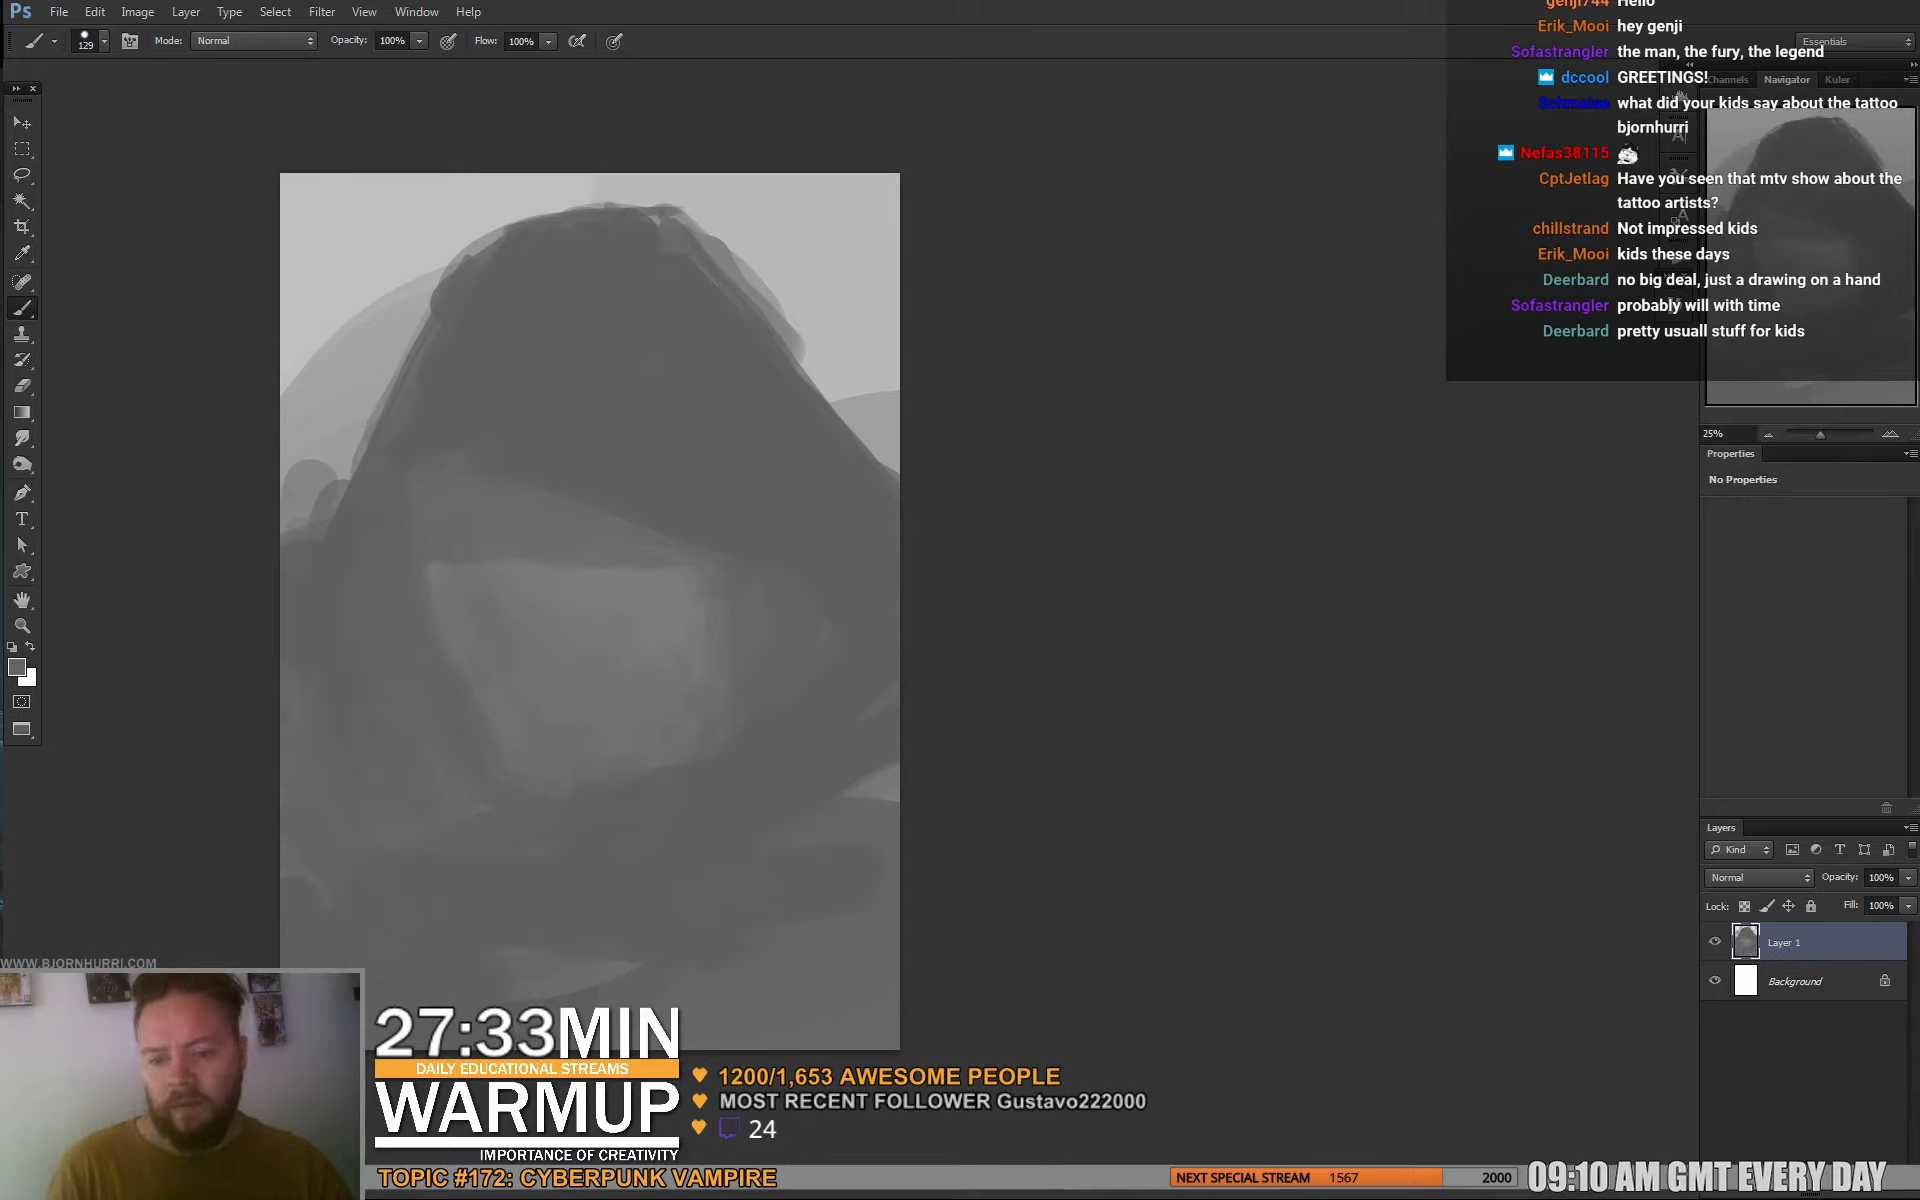 Ps File Edit Image Layer Type Select Filter View Window Help
129 Mode: Normal Opacity: 100% Flow: 100%
Essentials
genji744 Hello
Erik_Mooi hey genji
Sofastrangler the man, the fury, the legend
dccool GREETINGS!
Schmaise what did your kids say about the tattoo
bjornhurri
Nefas38115
CptJetlag Have you seen that mtv show about the
tattoo artists?
chillstrand Not impressed kids
Erik_Mooi kids these days
Deerbard no big deal, just a drawing on a hand
Sofastrangler probably will with time
Deerbard pretty usuall stuff for kids
Channels Navigator Kuler
25%
Properties
No Properties
Layers
Kind
Normal Opacity: 100%
Lock: Fill: 100%
Layer 1
Background
WWW.BJORNHURRI.COM
27:33MIN
DAILY EDUCATIONAL STREAMS
WARMUP
IMPORTANCE OF CREATIVITY
1200/1,653 AWESOME PEOPLE
MOST RECENT FOLLOWER Gustavo222000
24
TOPIC #172: CYBERPUNK VAMPIRE
NEXT SPECIAL STREAM 1567 2000
09:10 AM GMT EVERY DAY